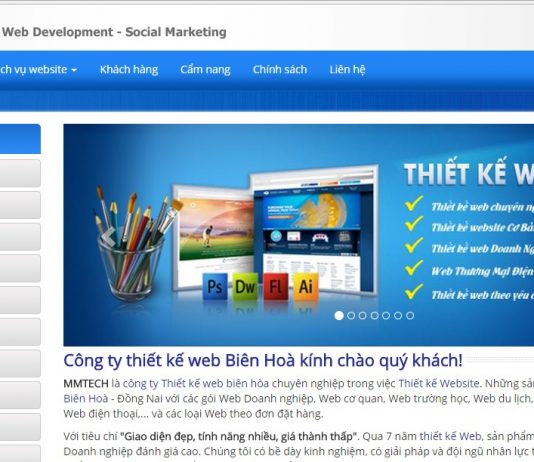 Web Development - Social Marketing
vụ website
Khách hàng
Cẩm nang
Chính sách
Liên hệ
THIẾT KẾ
Thiết kế web chuyên
Thiết kế website Cơ
Thiết kế web Doanh
Web Thương Mại Điện
Thiết kế web theo yêu
Ps Dw Fl Ai
Công ty thiết kế web Biên Hoà kính chào quý khách!
MMTECH là công ty Thiết kế web biên hòa chuyên nghiệp trong việc Thiết kế Website. Những
Biên Hoà - Đồng Nai với các gói Web Doanh nghiệp, Web cơ quan, Web trường học, Web du lịch,
Web điện thoại,... và các loại Web theo đơn đặt hàng.
Với tiêu chí "Giao diện đẹp, tính năng nhiều, giá thành thấp". Qua 7 năm thiết kế Web, sản phẩm
Doanh nghiệp đánh giá cao. Chúng tôi có bề dày kinh nghiệm, có giải pháp và đội ngũ nhân lực